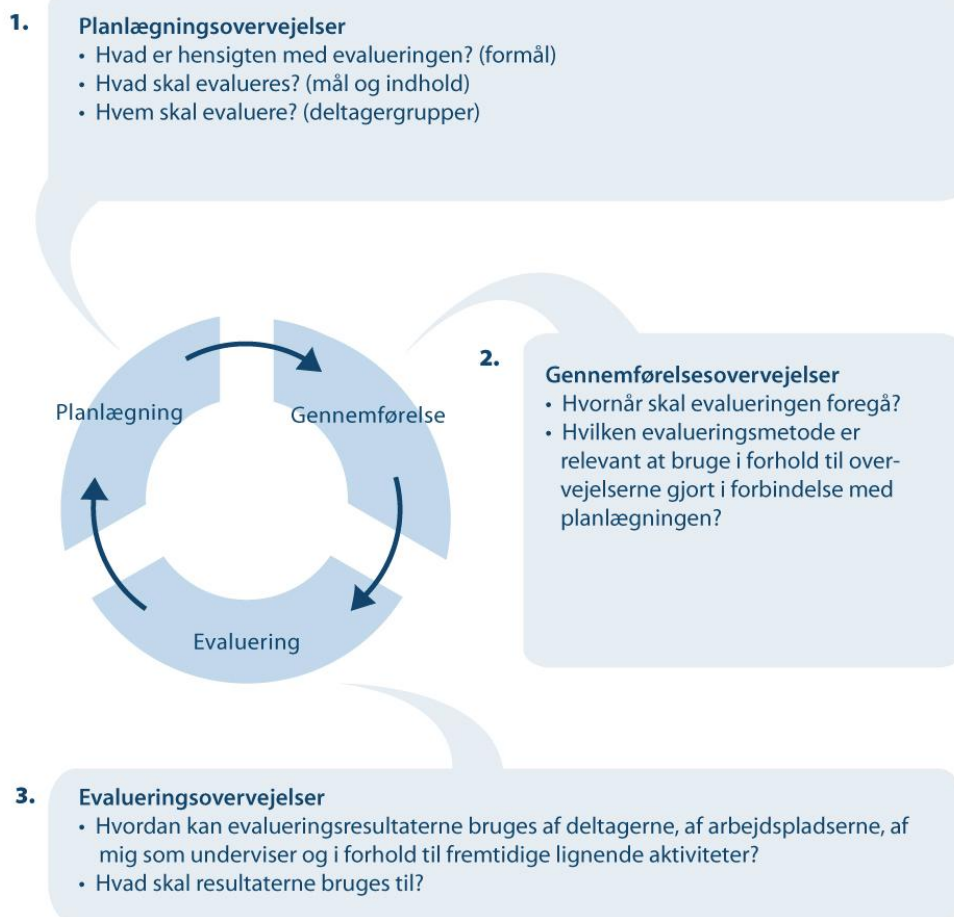 1.
Planlægningsovervejelser
• Hvad er hensigten med evalueringen? (formål)
• Hvad skal evalueres? (mål og indhold)
• Hvem skal evaluere? (deltagergrupper)
Planlægning
Gennemførelse
Evaluering
2.
Gennemførelsesovervejelser
• Hvornår skal evalueringen foregå?
• Hvilken evalueringsmetode er
relevant at bruge i forhold til over-
vejelserne gjort i forbindelse med
planlægningen?
3.
Evalueringsovervejelser
• Hvordan kan evalueringsresultaterne bruges af deltagerne, af arbejdspladserne, af
mig som underviser og i forhold til fremtidige lignende aktiviteter?
• Hvad skal resultaterne bruges til?